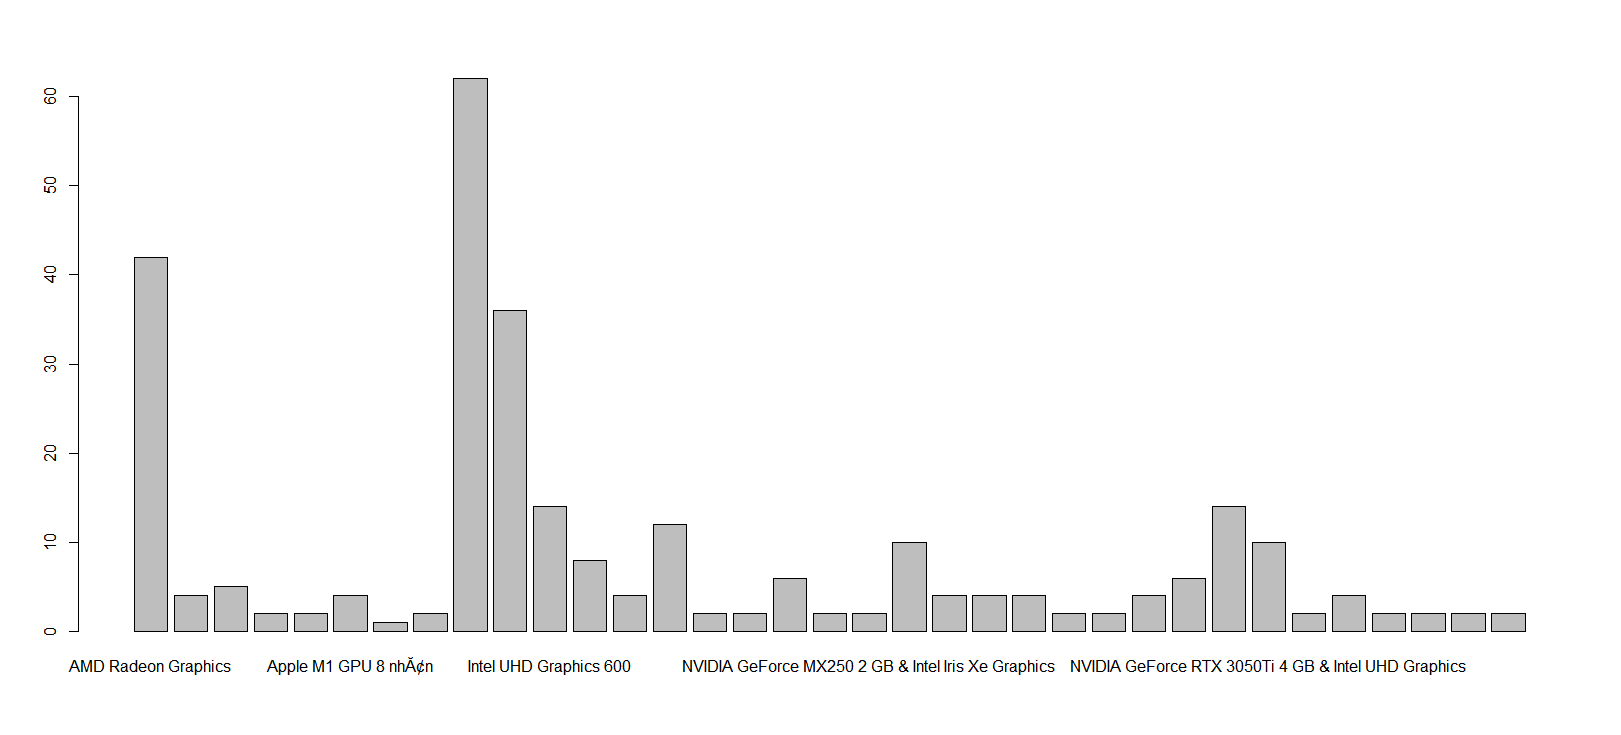 60
50
40
30
20
10
0
AMD Radeon Graphics
Apple M1 GPU 8 nhÃ¢n
Intel UHD Graphics 600
NVIDIA GeForce MX250 2 GB & Intel Iris Xe Graphics
NVIDIA GeForce RTX 3050Ti 4 GB & Intel UHD Graphics